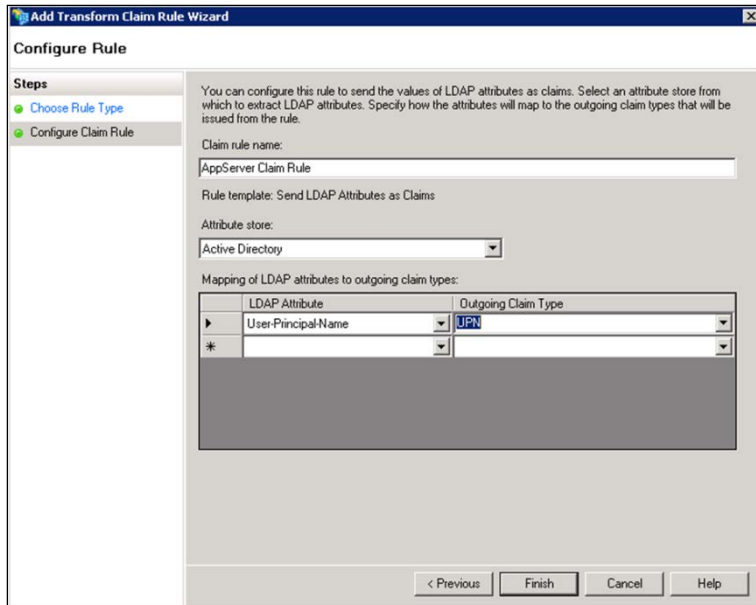 Add Transform Claim Rule Wizard
Configure Rule
Steps
Choose Rule Type
Configure Claim Rule
You can configure this rule to send the values of LDAP attributes as claims. Select an attribute store from
which to extract LDAP attributes. Specify how the attributes will map to the outgoing claim types that will be
issued from the rule.
Claim rule name:
AppServer Claim Rule
Rule template: Send LDAP Attributes as Claims
Attribute store:
Active Directory
Mapping of LDAP attributes to outgoing claim types:
LDAP Attribute Outgoing Claim Type
User-Principal-Name UPN
< Previous Finish Cancel Help